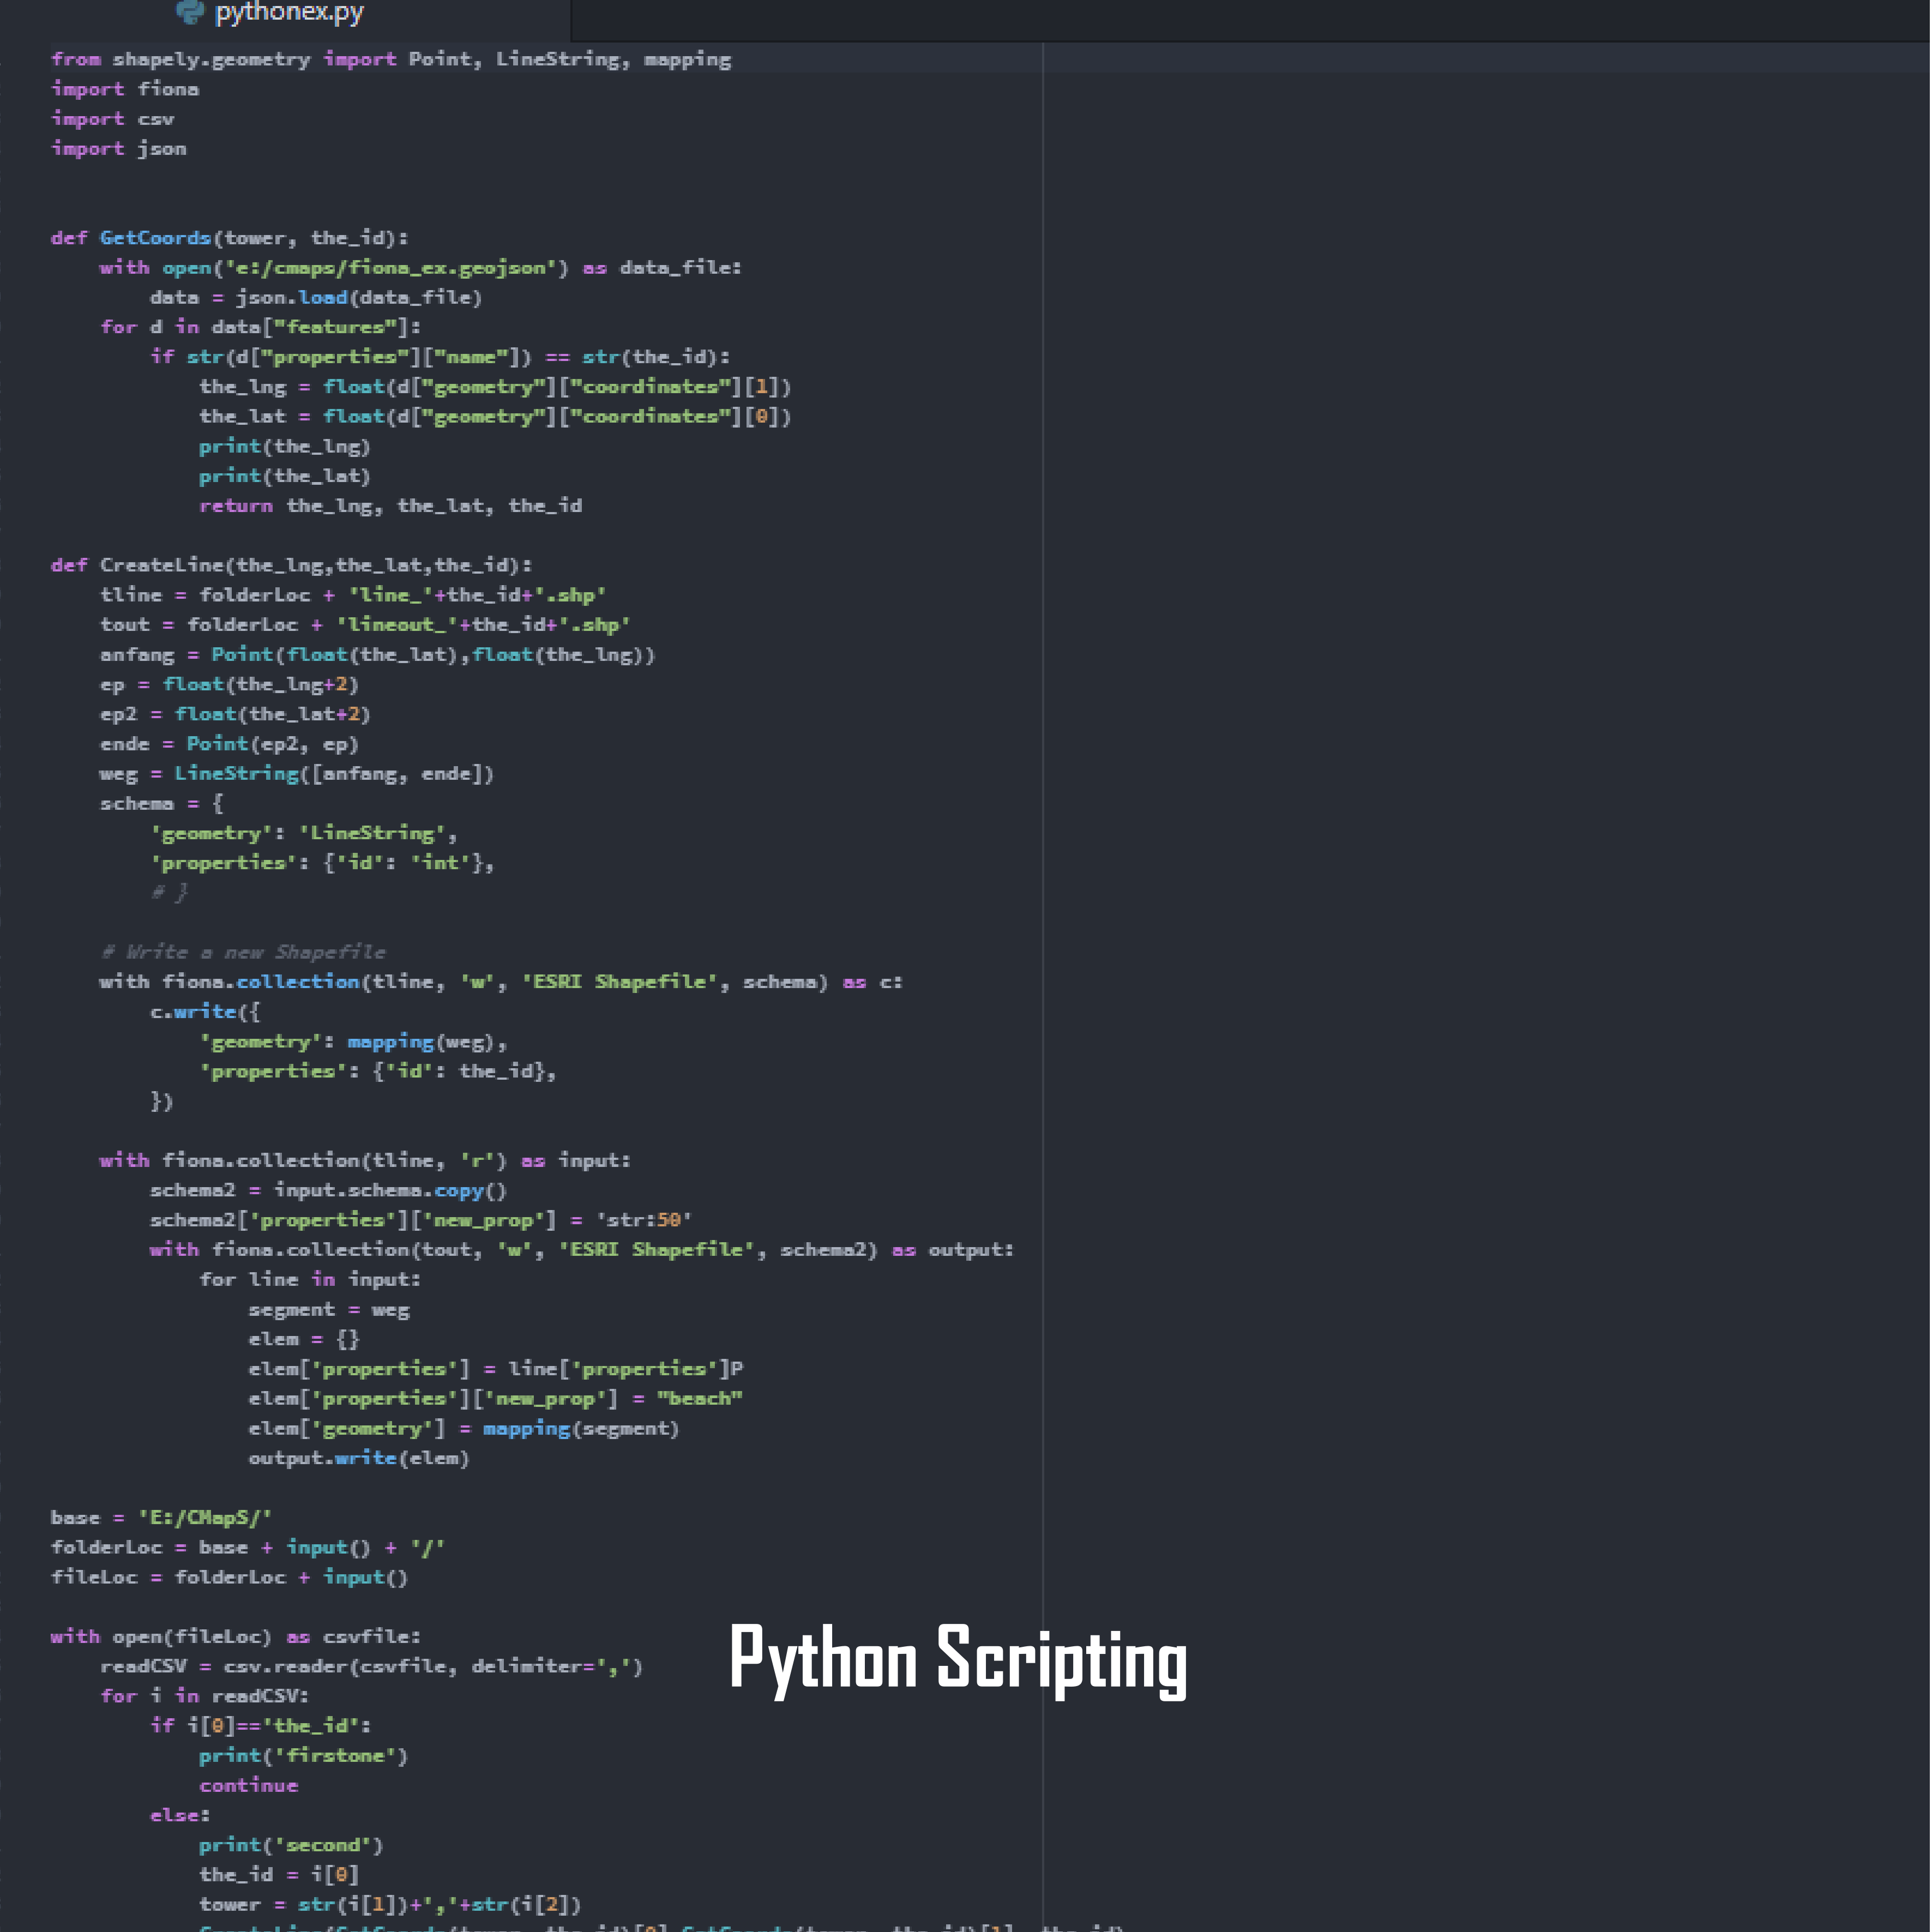 pythonex.py
from shapely.geometry import Point, LineString, mapping
import fiona
import csv
import json
def GetCoords(tower, the_id):
    with open('e:/cmaps/fiona_ex.geojson') as data_file:
        data = json.load(data_file)
    for d in data["features"]:
        if str(d["properties"]["name"]) == str(the_id):
            the_lng = float(d["geometry"]["coordinates"][1])
            the_lat = float(d["geometry"]["coordinates"][0])
            print(the_lng)
            print(the_lat)
            return the_lng, the_lat, the_id
def CreateLine(the_lng,the_lat,the_id):
    tline = folderLoc + 'line_'+the_id+'.shp'
    tout = folderLoc + 'lineout_'+the_id+'.shp'
    anfang = Point(float(the_lat),float(the_lng))
    ep = float(the_lng+2)
    ep2 = float(the_lat+2)
    ende = Point(ep2, ep)
    weg = LineString([anfang, ende])
    schema = {
        'geometry': 'LineString',
        'properties': {'id': 'int'},
        # }
    # Write a new Shapefile
    with fiona.collection(tline, 'w', 'ESRI Shapefile', schema) as c:
        c.write({
            'geometry': mapping(weg),
            'properties': {'id': the_id},
        })
    with fiona.collection(tline, 'r') as input:
        schema2 = input.schema.copy()
        schema2['properties']['new_prop'] = 'str:50'
        with fiona.collection(tout, 'w', 'ESRI Shapefile', schema2) as output:
            for line in input:
                segment = weg
                elem = {}
                elem['properties'] = line['properties']P
                elem['properties']['new_prop'] = "beach"
                elem['geometry'] = mapping(segment)
                output.write(elem)
base = 'E:/CMapS/'
folderLoc = base + input() + '/'
fileLoc = folderLoc + input()
with open(fileLoc) as csvfile:
    readCSV = csv.reader(csvfile, delimiter=',')
    for i in readCSV:
        if i[0]=='the_id':
            print('firstone')
            continue
        else:
            print('second')
            the_id = i[0]
            tower = str(i[1])+','+str(i[2])
Python Scripting